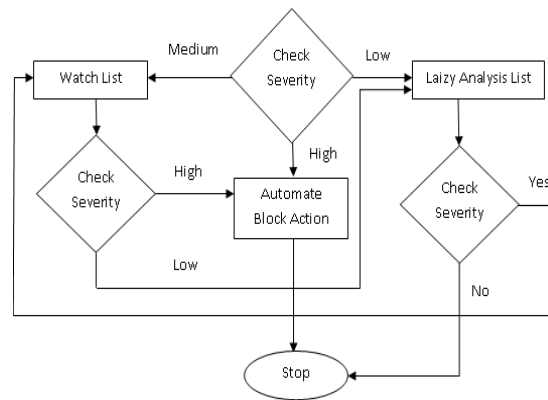 Medium
Check
Severity
Low
Watch List
Laizy Analysis List
High
Check
Severity
High
Automate
Block Action
Check
Severity
Yes
Low
No
Stop